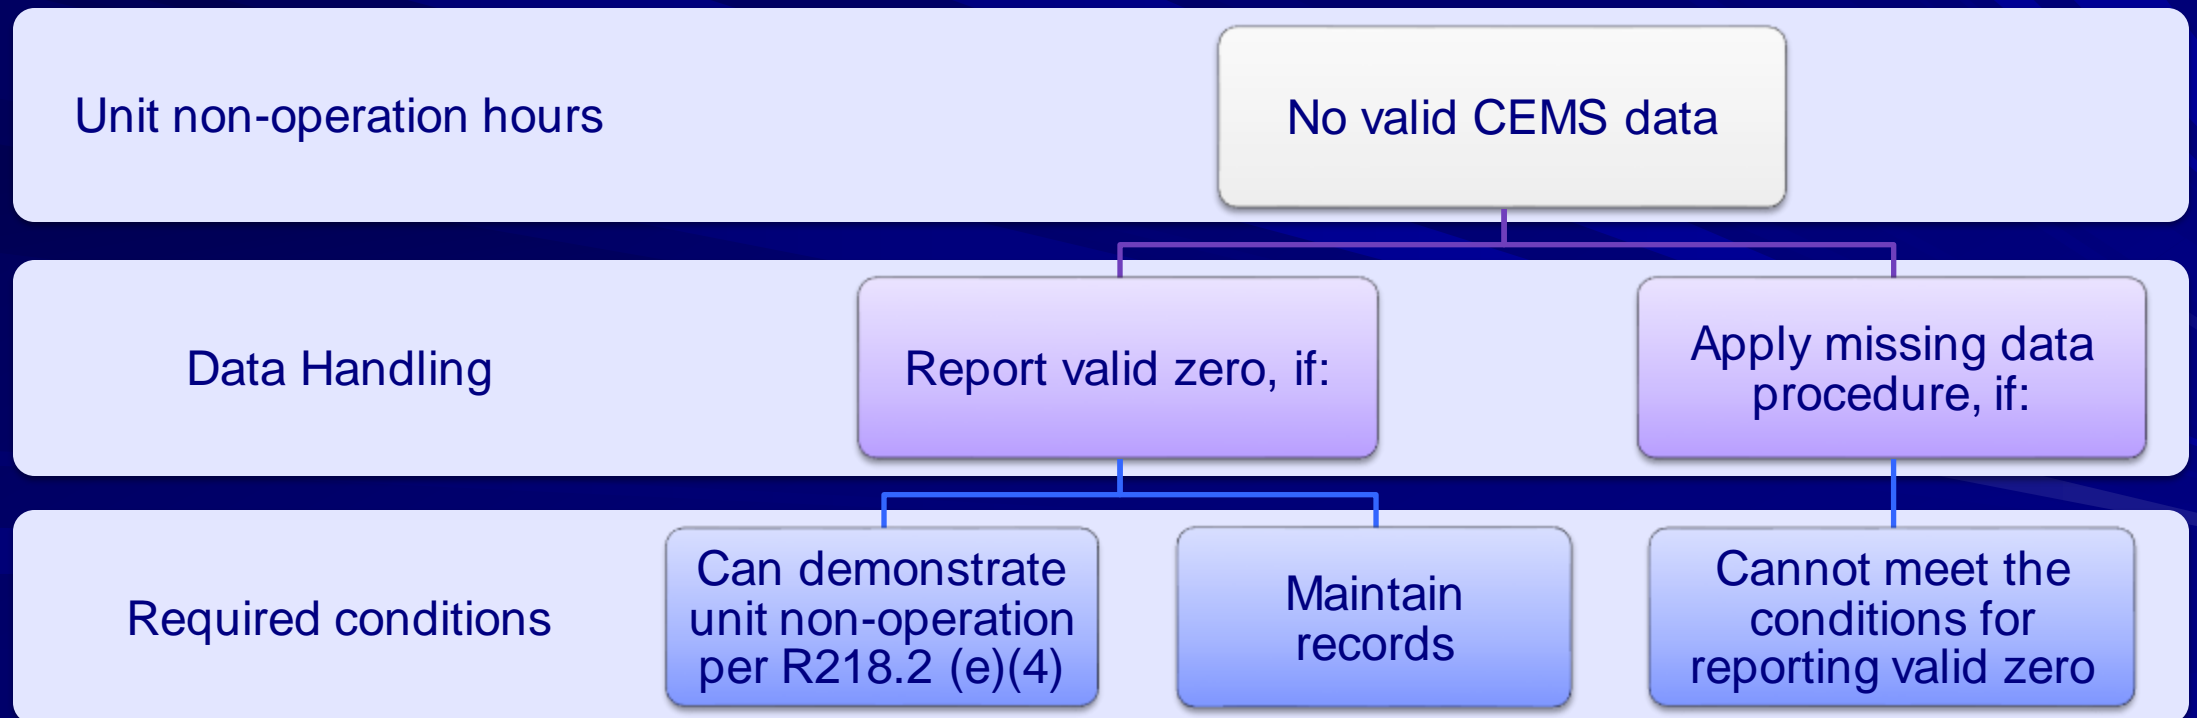 Unit non-operation hours
No valid CEMS data
Data Handling
Report valid zero, if:
Apply missing data
procedure, if:
Required conditions
Can demonstrate
unit non-operation
per R218.2 (e)(4)
Maintain
records
Cannot meet the
conditions for
reporting valid zero